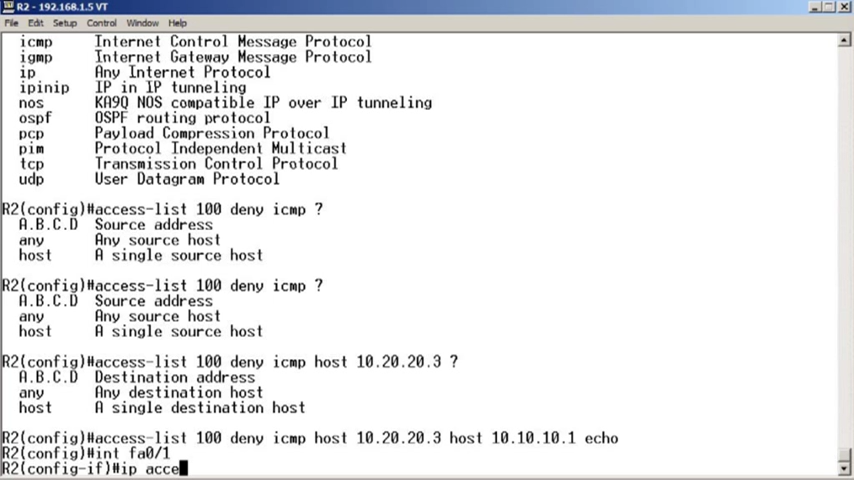 R2 - 192.168.1.5 VT
File Edit Setup Control Window Help
icmp Internet Control Message Protocol
igmp Internet Gateway Message Protocol
ip Any Internet Protocol
ipinip IP in IP tunneling
nos KA9Q NOS compatible IP over IP tunneling
ospf OSPF routing protocol
pcp Payload Compression Protocol
pim Protocol Independent Multicast
tcp Transmission Control Protocol
udp User Datagram Protocol
R2(config)#access-list 100 deny icmp ?
A.B.C.D Source address
any Any source host
host A single source host
R2(config)#access-list 100 deny icmp ?
A.B.C.D Source address
any Any source host
host A single source host
R2(config)#access-list 100 deny icmp host 10.20.20.3 ?
A.B.C.D Destination address
any Any destination host
host A single destination host
R2(config)#access-list 100 deny icmp host 10.20.20.3 host 10.10.10.1 echo
R2(config)#int fa0/1
R2(config-if)#ip acce